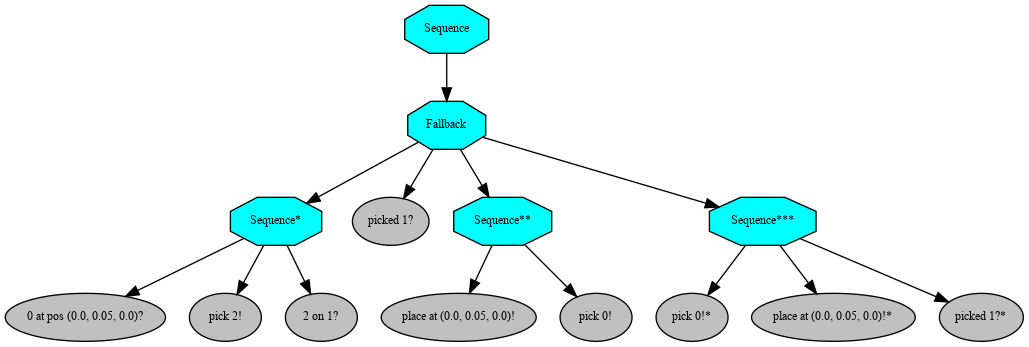 Sequence
Fallback
Sequence*
picked 1?
Sequence**
Sequence***
0 at pos (0.0, 0.05, 0.0)?
pick 2!
2 on 1?
place at (0.0, 0.05, 0.0)!
pick 0!
pick 0!*
place at (0.0, 0.05, 0.0)!*
picked 1?*